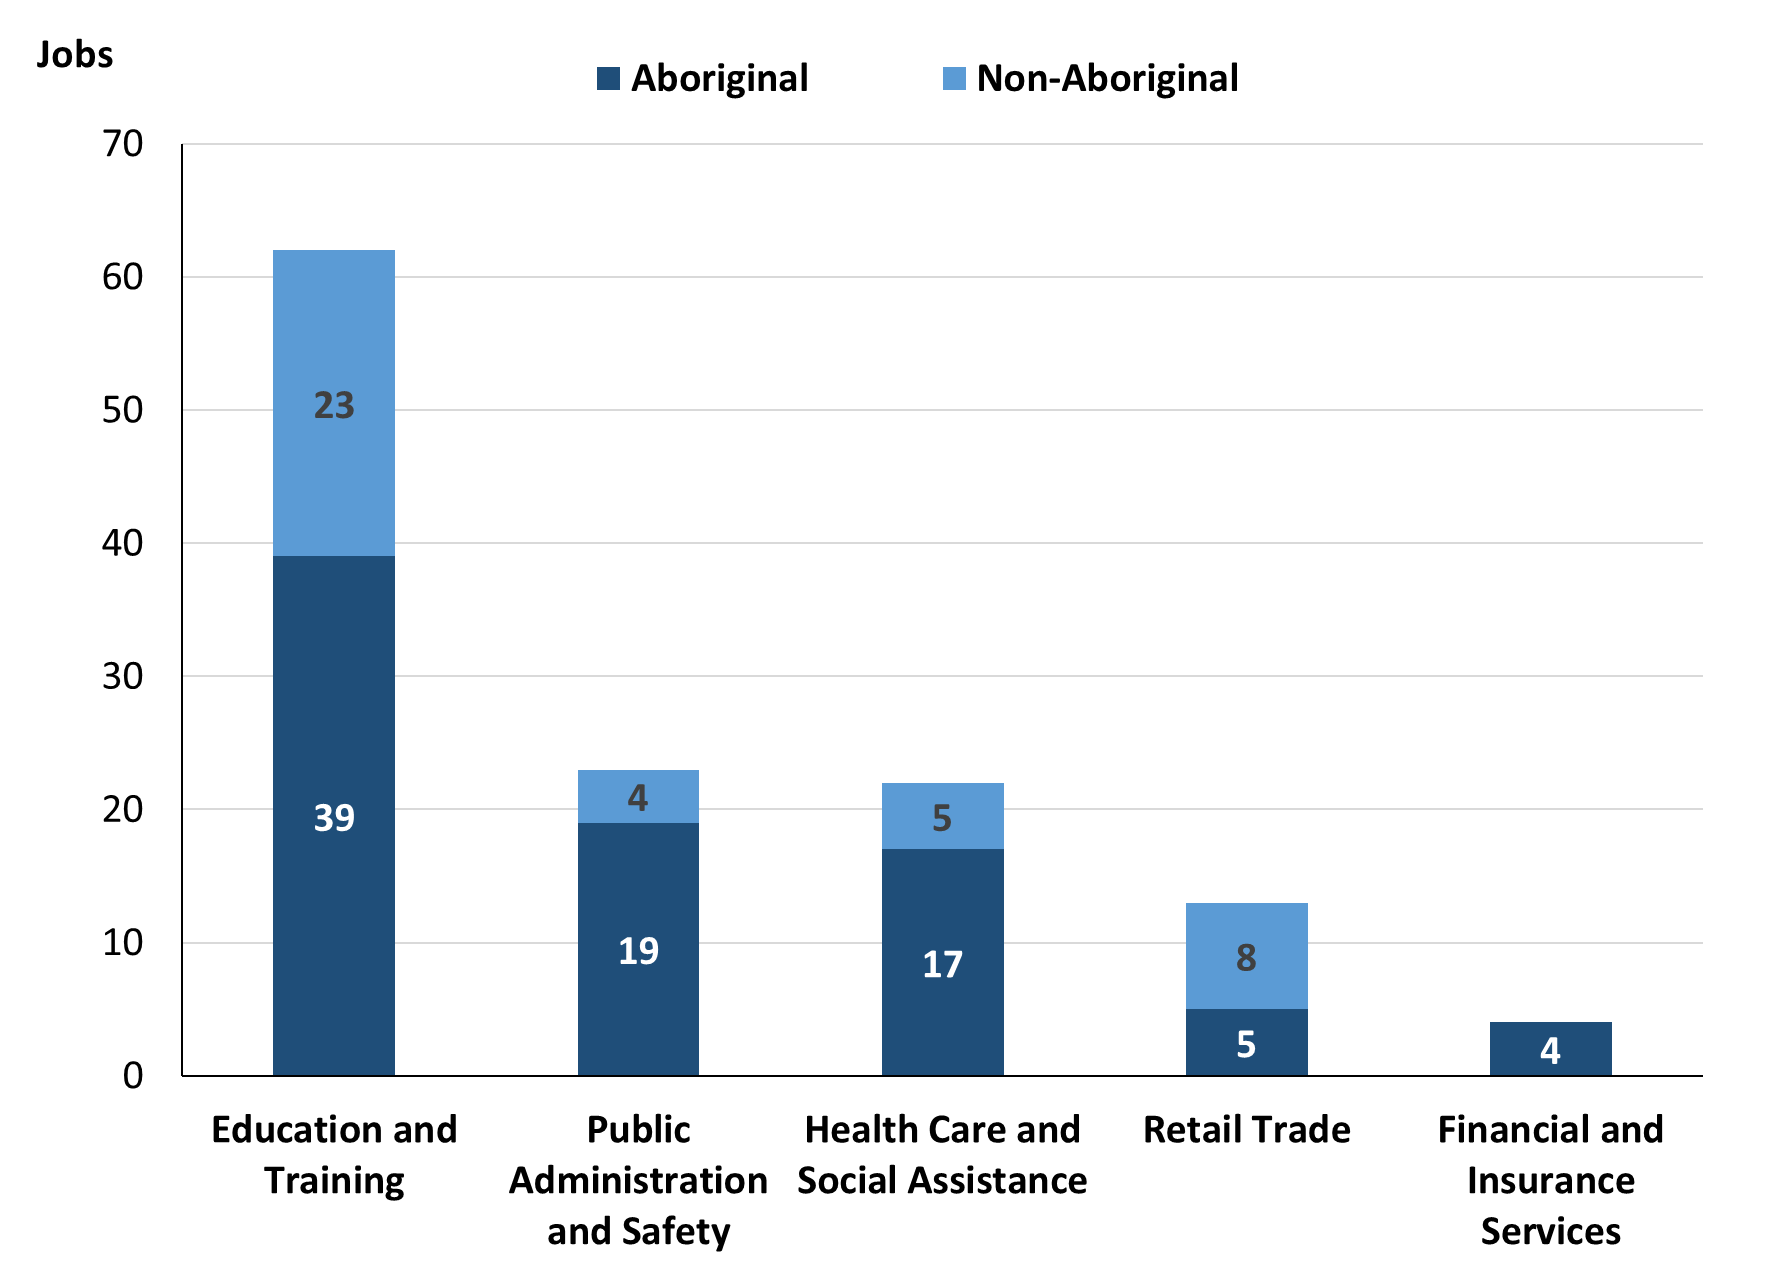 Jobs
Aboriginal
Non-Aboriginal
70
60
50
40
30
20
10
0
23
39
4
19
5
17
8
5
4
Education and
Training
Public
Administration
and Safety
Health Care and
Social Assistance
Retail Trade
Financial and
Insurance
Services